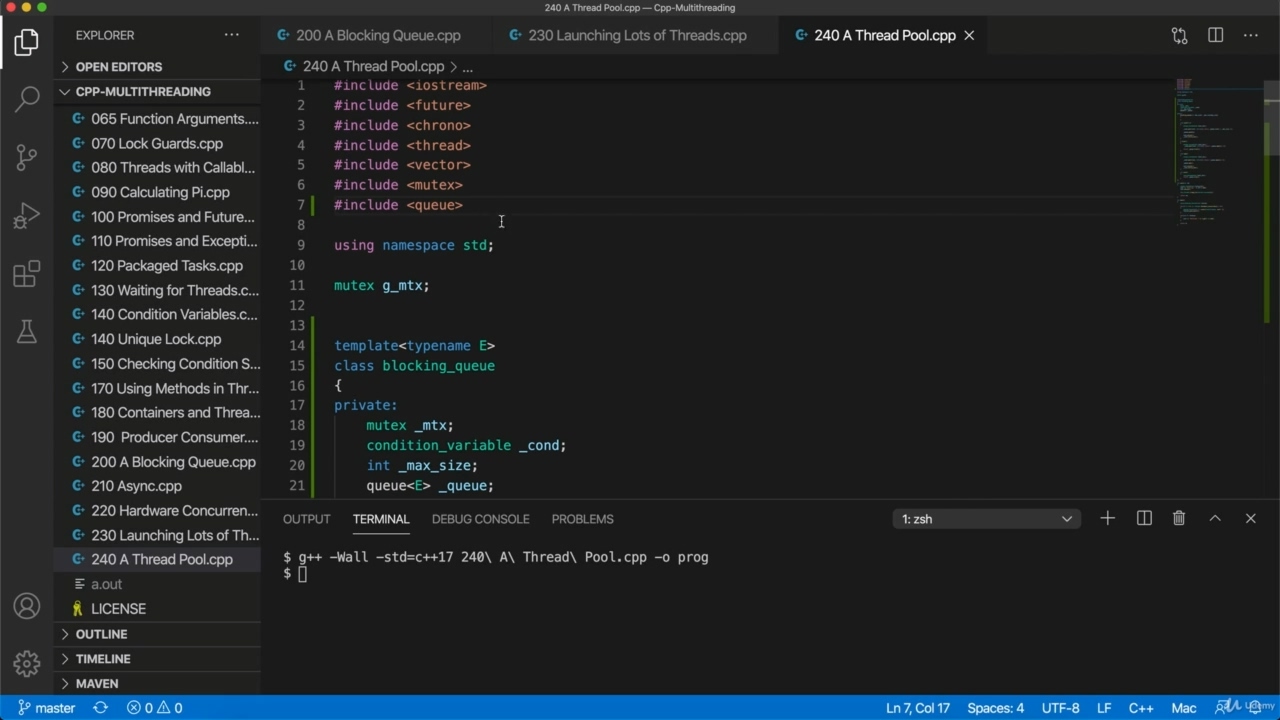 240 A Thread Pool.cpp — Cpp-Multithreading
EXPLORER
200 A Blocking Queue.cpp
230 Launching Lots of Threads.cpp
240 A Thread Pool.cpp
OPEN EDITORS
240 A Thread Pool.cpp > ...
CPP-MULTITHREADING
065 Function Arguments....
070 Lock Guards.cpp
080 Threads with Callabl...
090 Calculating Pi.cpp
100 Promises and Future...
110 Promises and Excepti...
120 Packaged Tasks.cpp
130 Waiting for Threads.c...
140 Condition Variables.c...
140 Unique Lock.cpp
150 Checking Condition S...
170 Using Methods in Thr...
180 Containers and Threa...
190 Producer Consumer....
200 A Blocking Queue.cpp
210 Async.cpp
220 Hardware Concurren...
230 Launching Lots of Th...
240 A Thread Pool.cpp
a.out
LICENSE
OUTLINE
TIMELINE
MAVEN
1 #include <iostream>
2 #include <future>
3 #include <chrono>
4 #include <thread>
5 #include <vector>
6 #include <mutex>
7 #include <queue>
8
9 using namespace std;
10
11 mutex g_mtx;
12
13
14 template<typename E>
15 class blocking_queue
16 {
17 private:
18 mutex _mtx;
19 condition_variable _cond;
20 int _max_size;
21 queue<E> _queue;
OUTPUT TERMINAL DEBUG CONSOLE PROBLEMS 1: zsh
$ g++ -Wall -std=c++17 240\ A\ Thread\ Pool.cpp -o prog
$
master 0 0 Ln 7, Col 17 Spaces: 4 UTF-8 LF C++ Mac
Udemy